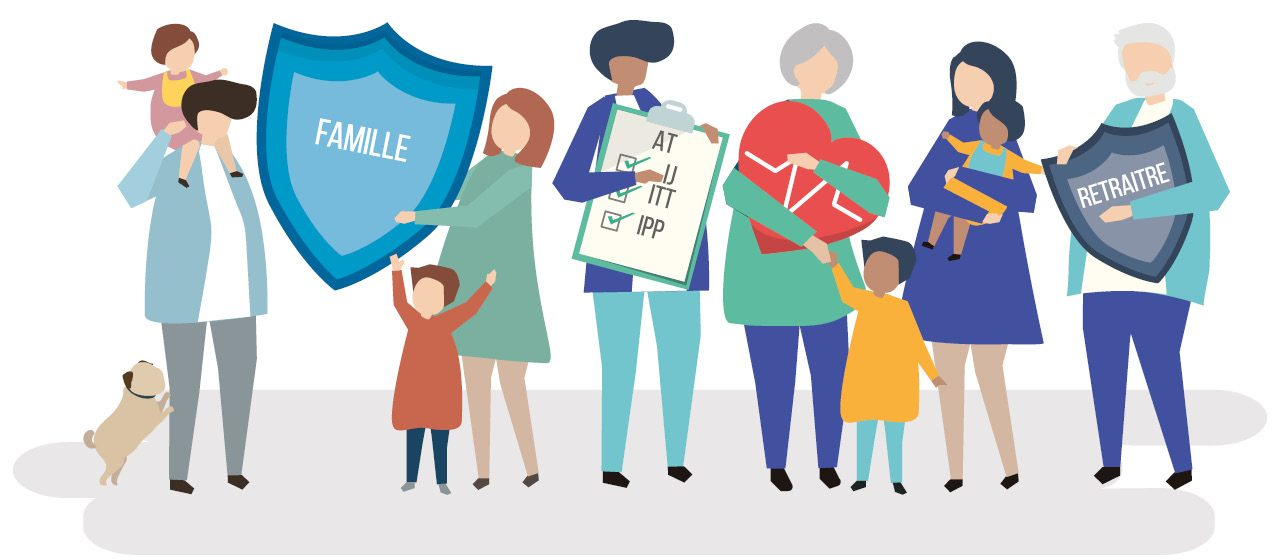 FAMILLE
AT
IJ
ITT
IPP
RETRAITRE